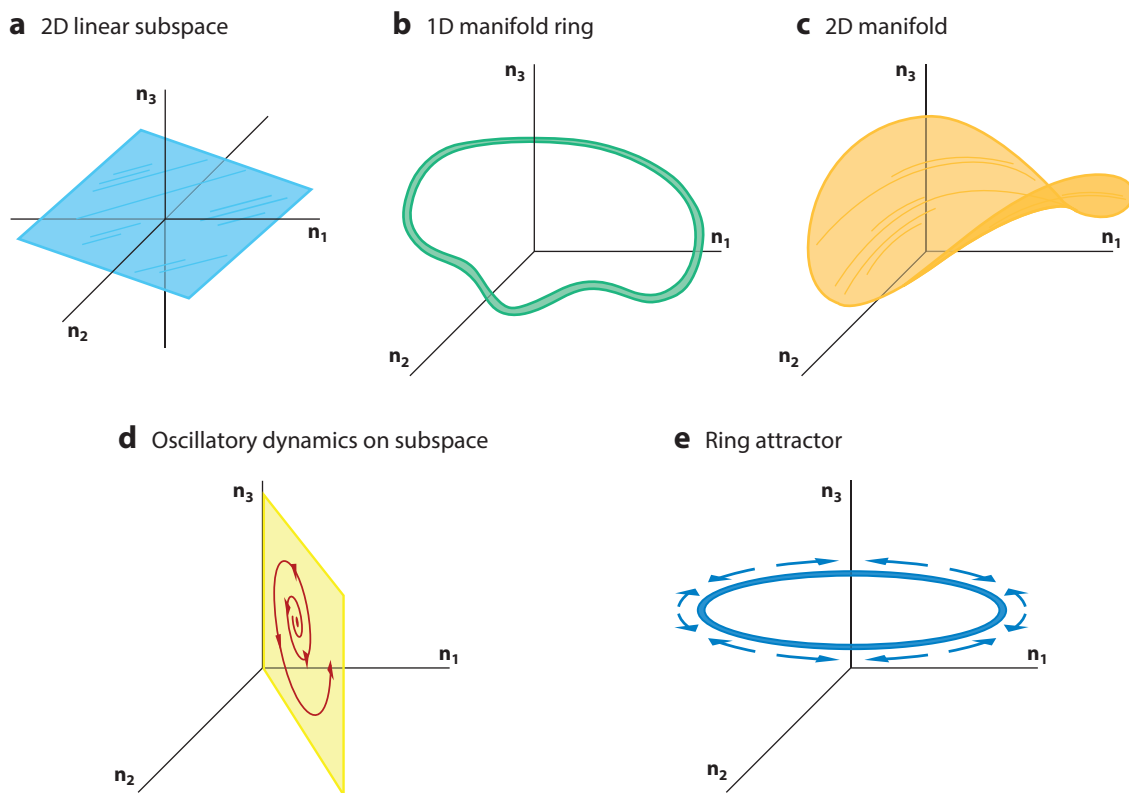 a 2D linear subspace
n3
n1
n2
b 1D manifold ring
n3
n1
n2
c 2D manifold
n3
n1
n2
d Oscillatory dynamics on subspace
n3
n1
n2
e Ring attractor
n3
n1
n2